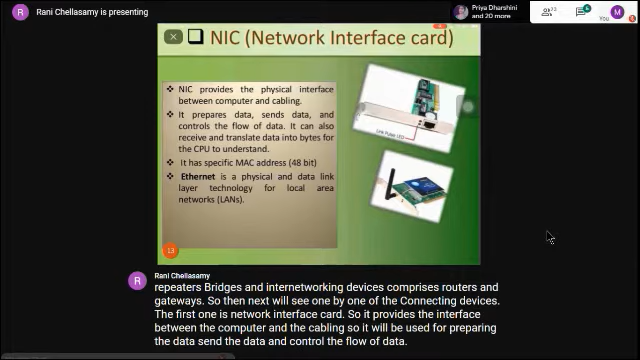 R Rani Chellasamy is presenting
Priya Dharshini
and 20 more
73
You
M
NIC (Network Interface card)
NIC provides the physical interface
between computer and cabling.
It prepares data, sends data, and
controls the flow of data. It can also
receive and translate data into bytes for
the CPU to understand.
It has specific MAC address (48 bit)
Ethernet is a physical and data link
layer technology for local area
networks (LANs).
Link Pulse LED
13
R Rani Chellasamy
repeaters Bridges and internetworking devices comprises routers and
gateways. So then next will see one by one of the Connecting devices.
The first one is network interface card. So it provides the interface
between the computer and the cabling so it will be used for preparing
the data send the data and control the flow of data.